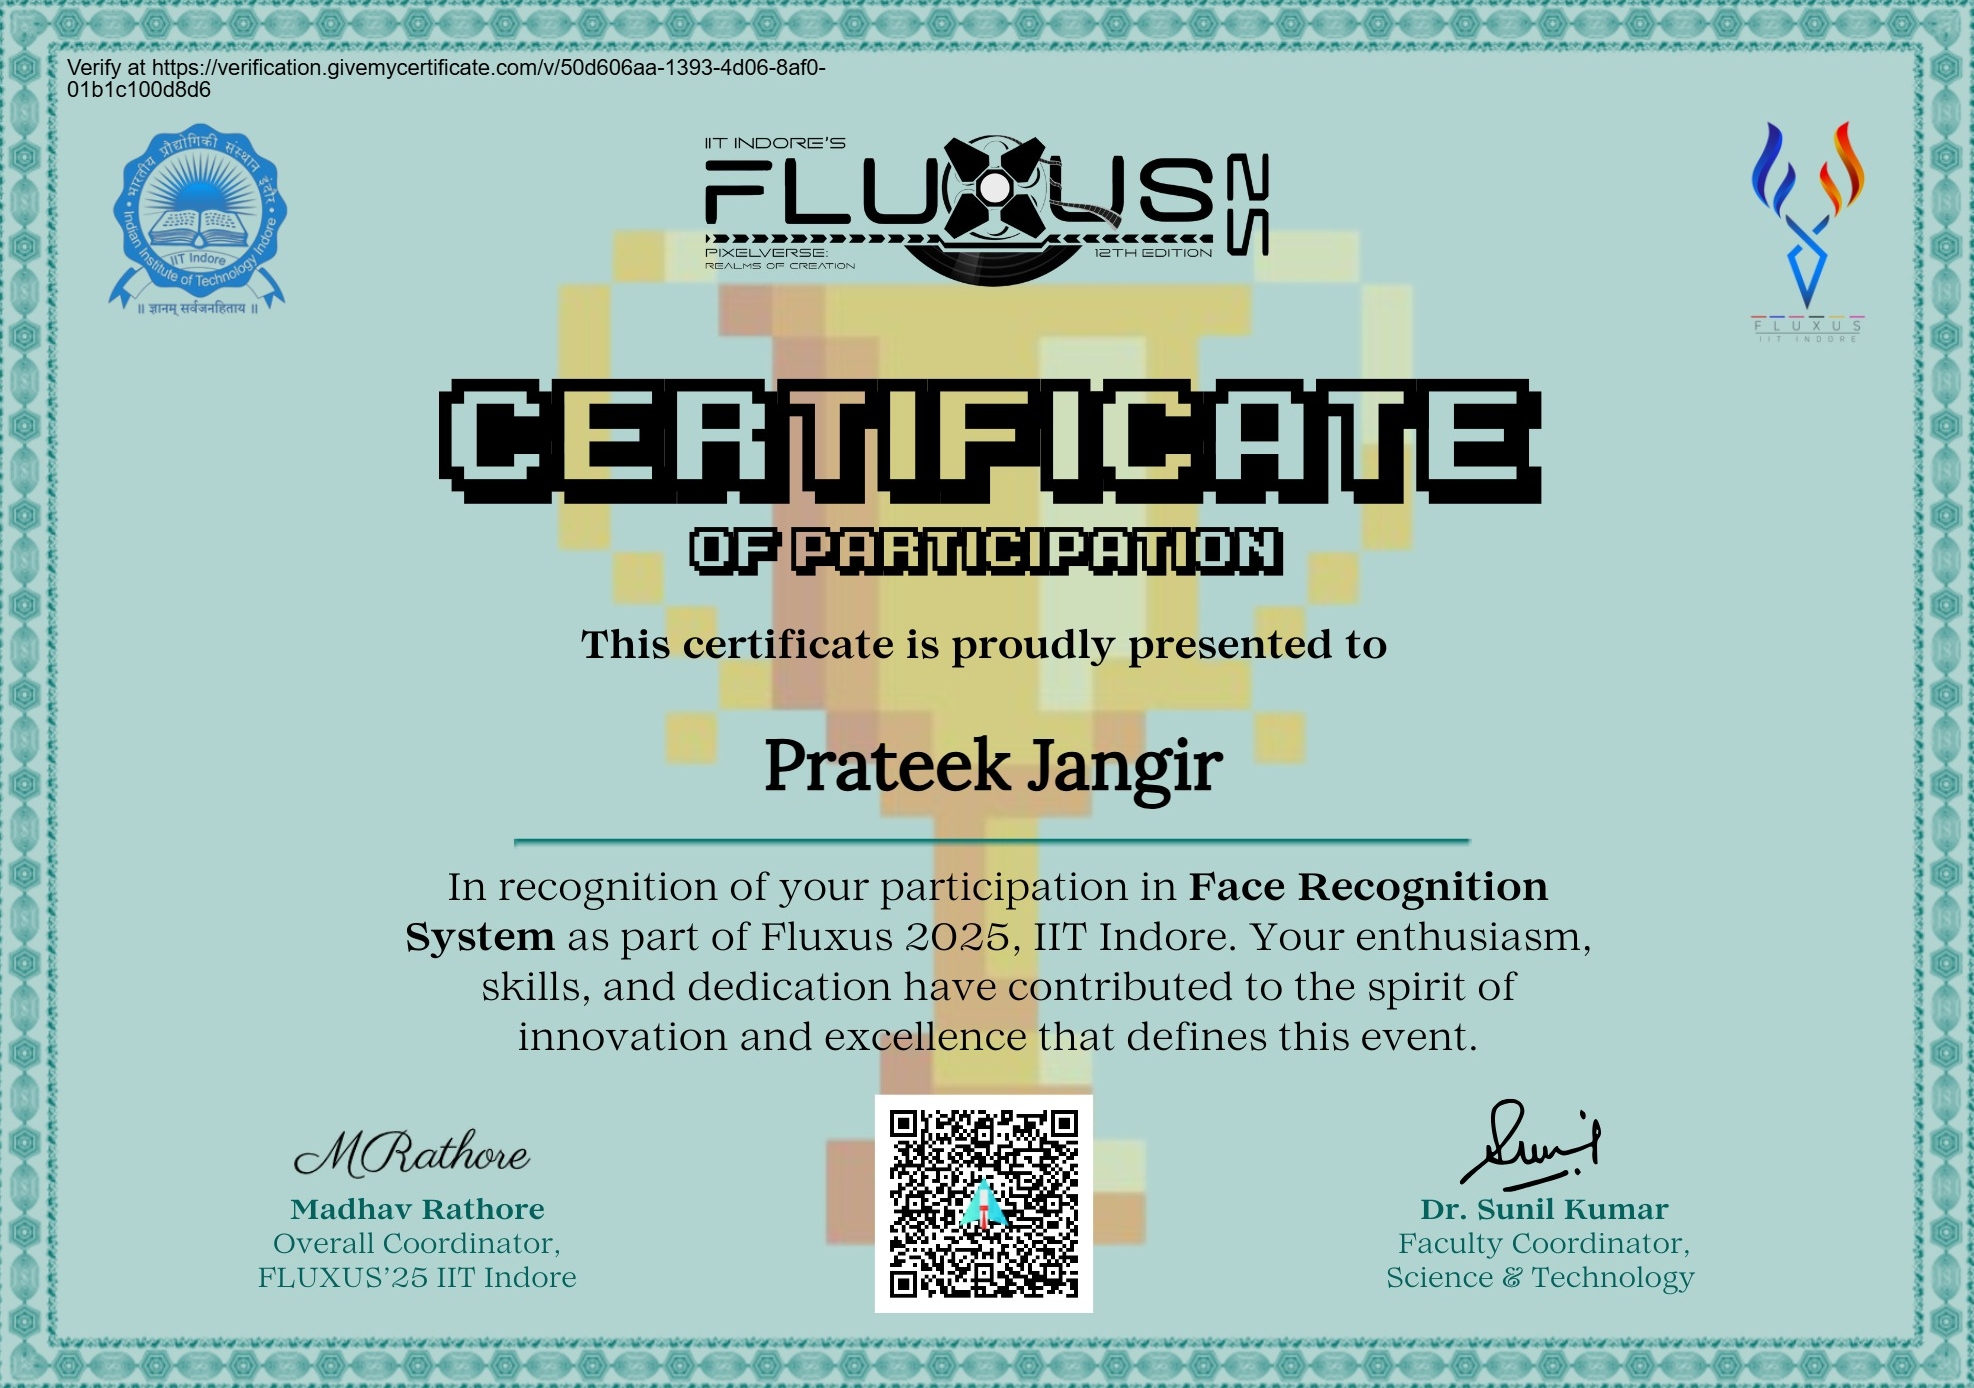 Verify at https://verification.givemycertificate.com/v/50d606aa-1393-4d06-8af0-
01b1c100d8d6
भारतीय प्रौद्योगिकी संस्थान इंदौर
Indian Institute of Technology Indore
IIT Indore
॥ ज्ञानम् सर्वजनहिताय ॥
IIT INDORE'S
FLUXUS 25
PIXELVERSE:
REALMS OF CREATION
12TH EDITION
FLUXUS
IIT INDORE
CERTIFICATE
OF PARTICIPATION
This certificate is proudly presented to
Prateek Jangir
In recognition of your participation in Face Recognition
System as part of Fluxus 2025, IIT Indore. Your enthusiasm,
skills, and dedication have contributed to the spirit of
innovation and excellence that defines this event.
MRathore
Madhav Rathore
Overall Coordinator,
FLUXUS’25 IIT Indore
Sunil
Dr. Sunil Kumar
Faculty Coordinator,
Science & Technology